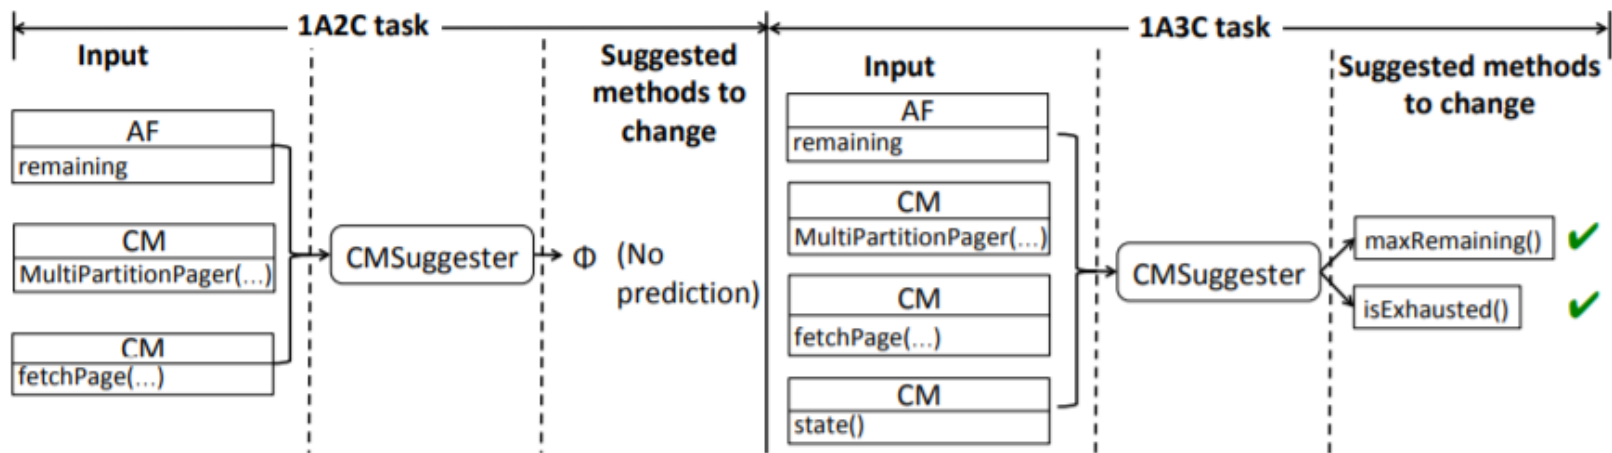 1A2C task
Input
Suggested
methods to
change
AF
remaining
CM
MultiPartitionPager(...)
CM
fetchPage(...)
CMSuggester
Φ (No
prediction)
1A3C task
Input
Suggested methods
to change
AF
remaining
CM
MultiPartitionPager(...)
CM
fetchPage(...)
CM
state()
CMSuggester
maxRemaining()
isExhausted()